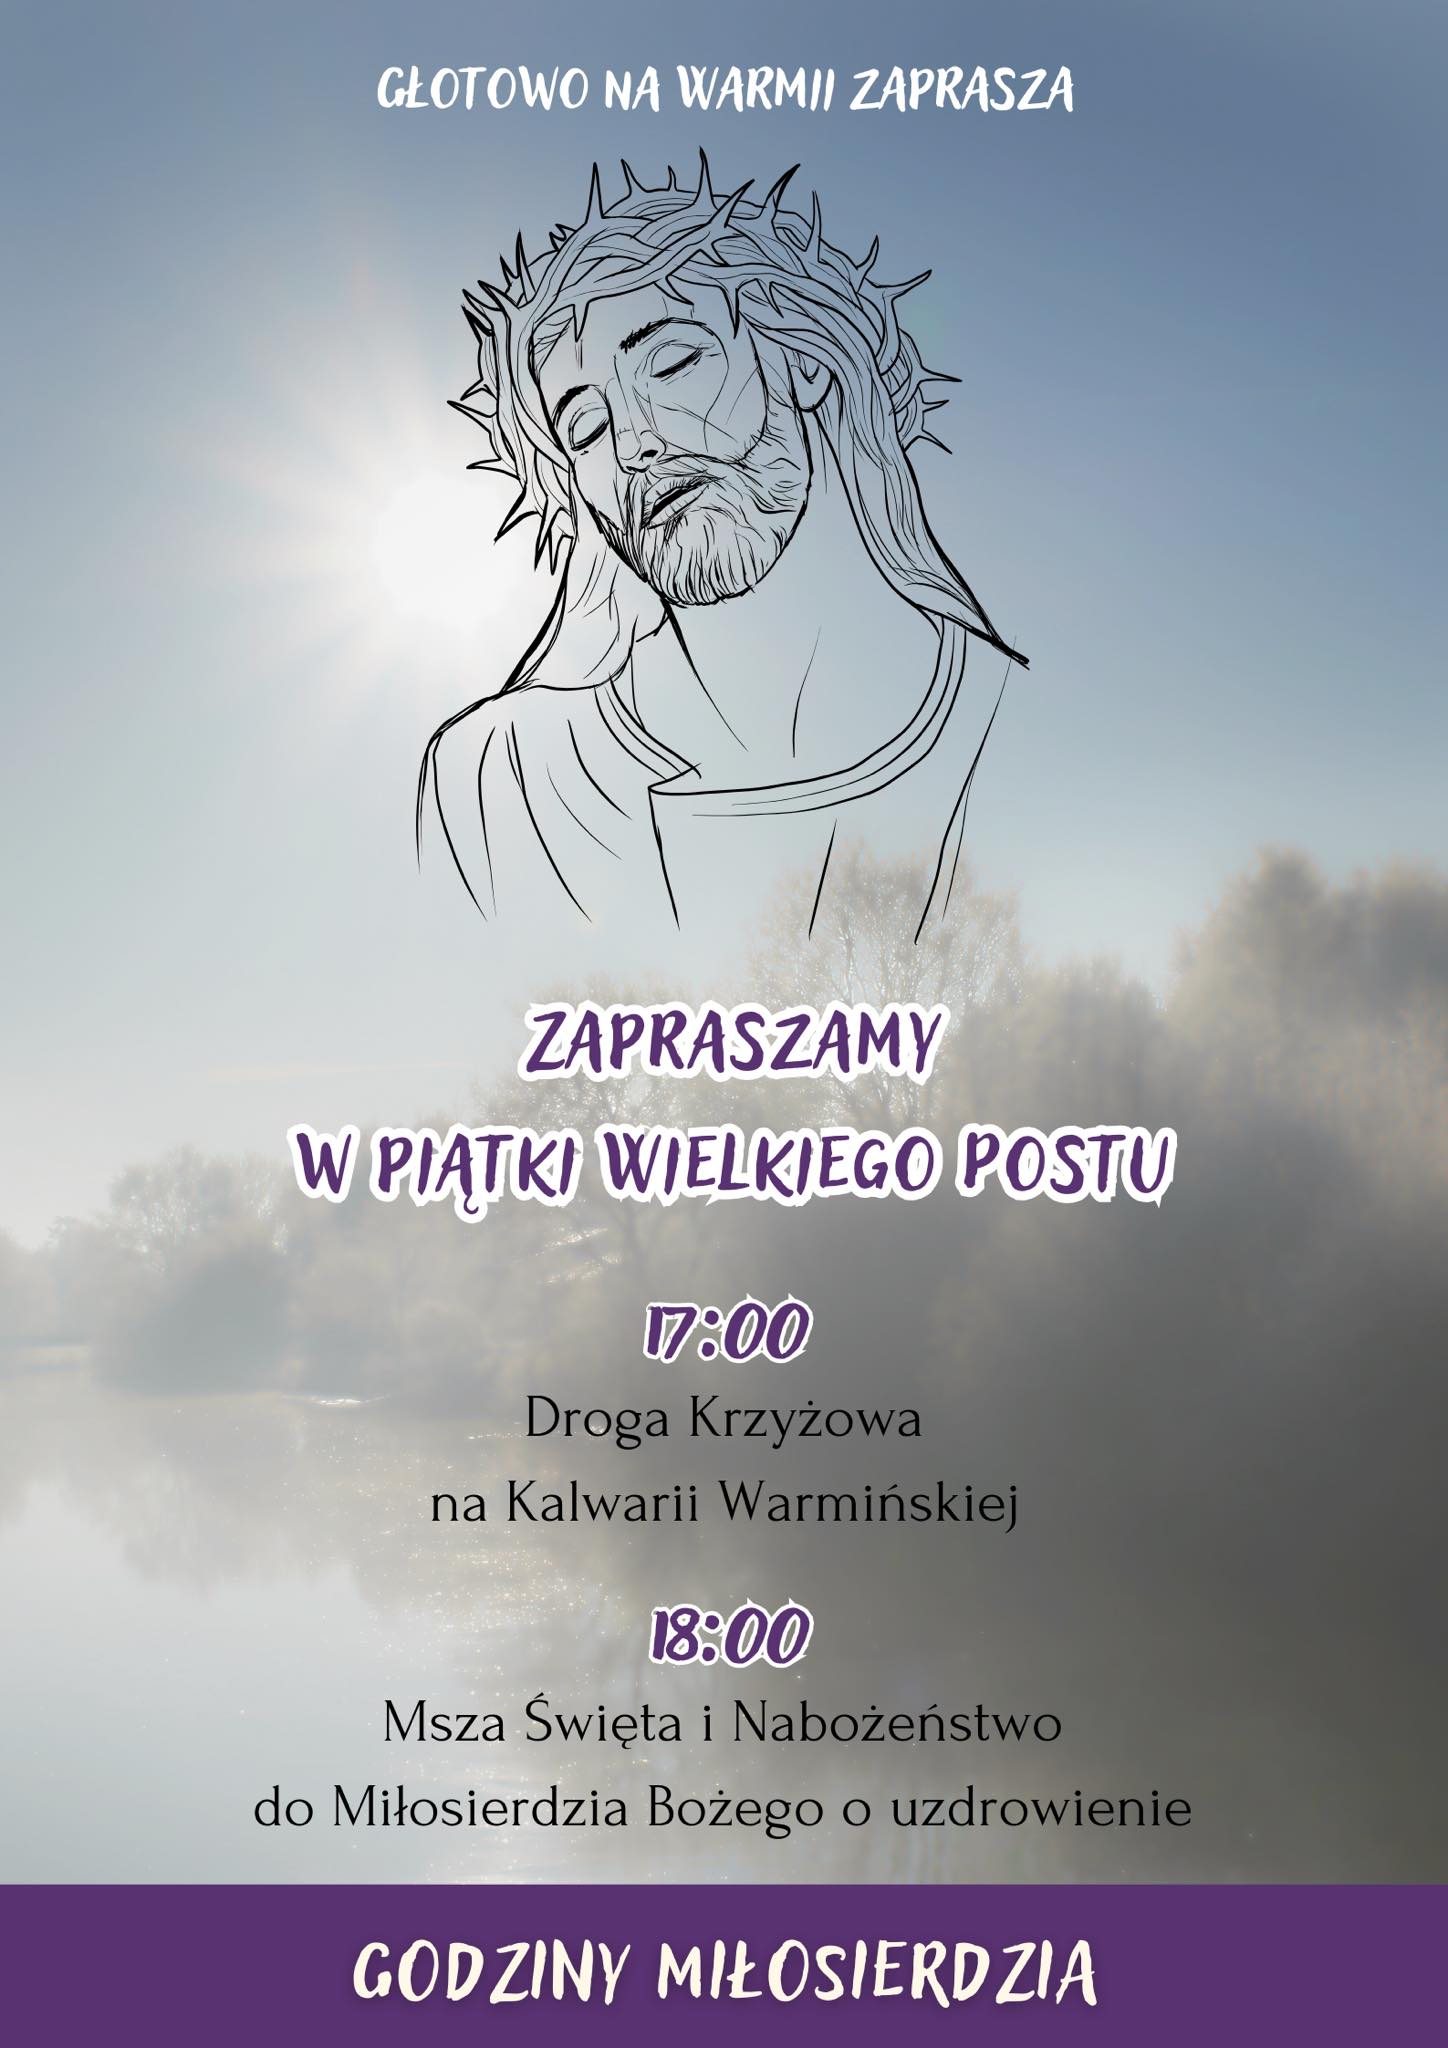 GŁOTOWO NA WARMII ZAPRASZA
ZAPRASZAMY
W PIĄTKI WIELKIEGO POSTU
17:00
Droga Krzyżowa
na Kalwarii Warmińskiej
18:00
Msza Święta i Nabożeństwo
do Miłosierdzia Bożego o uzdrowienie
GODZINY MIŁOSIERDZIA